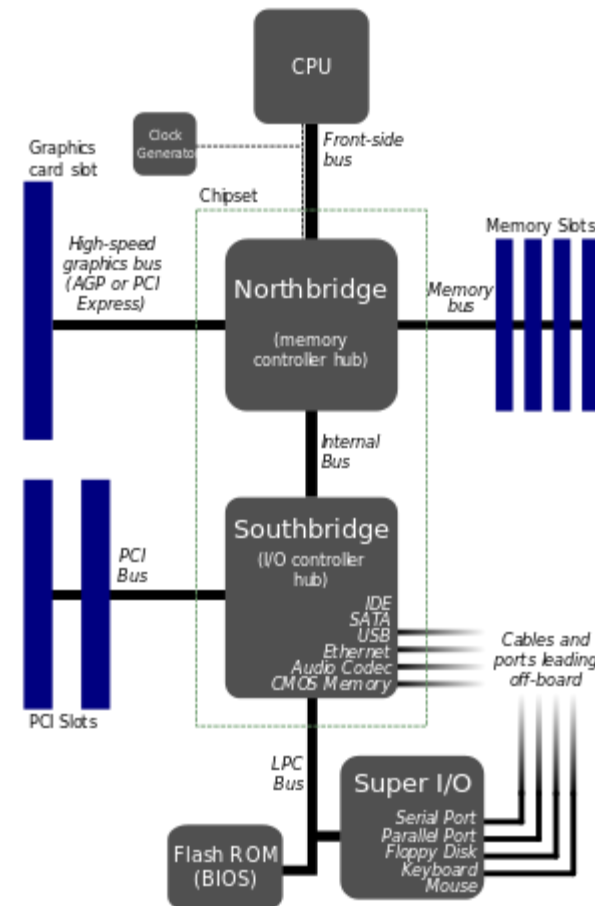 CPU
Clock
Generator
Front-side
bus
Graphics
card slot
Chipset
High-speed
graphics bus
(AGP or PCI
Express)
Northbridge
(memory
controller hub)
Memory
bus
Memory Slots
Internal
Bus
Southbridge
(I/O controller
hub)
PCI
Bus
IDE
SATA
USB
Ethernet
Audio Codec
CMOS Memory
Cables and
ports leading
off-board
PCI Slots
LPC
Bus
Super I/O
Serial Port
Parallel Port
Floppy Disk
Keyboard
Mouse
Flash ROM
(BIOS)